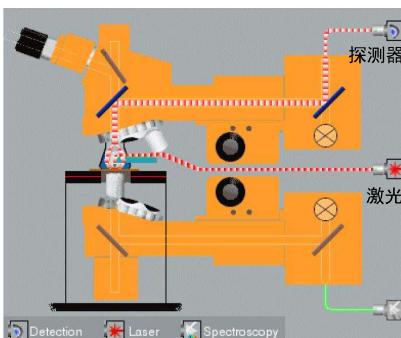 探测器
激光
Detection Laser Spectroscopy